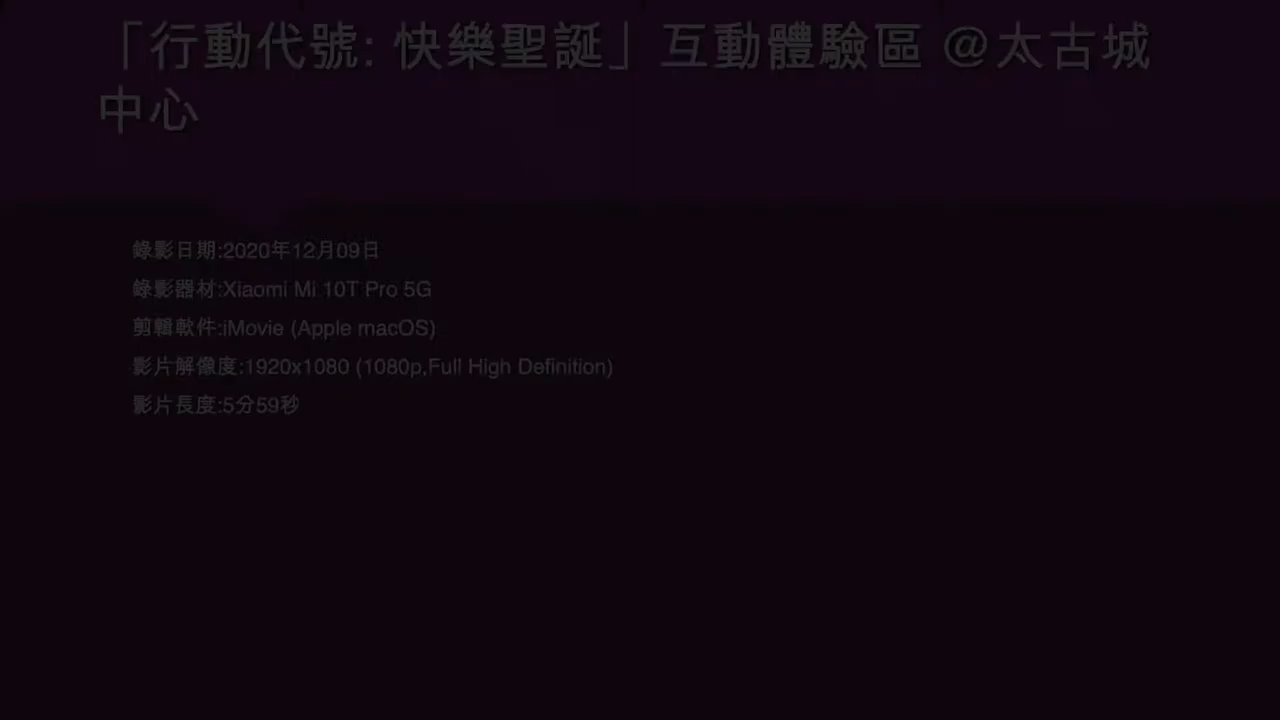 「行動代號: 快樂聖誕」互動體驗區 @太古城
中心
錄影日期:2020年12月09日
錄影器材:Xiaomi Mi 10T Pro 5G
剪輯軟件:iMovie (Apple macOS)
影片解像度:1920x1080 (1080p,Full High Definition)
影片長度:5分59秒